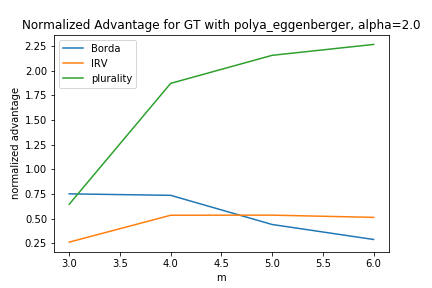 Normalized Advantage for GT with polya_eggenberger, alpha=2.0
Borda
IRV
plurality
2.25
2.00
1.75
1.50
1.25
1.00
0.75
0.50
0.25
normalized advantage
3.0 3.5 4.0 4.5 5.0 5.5 6.0
m